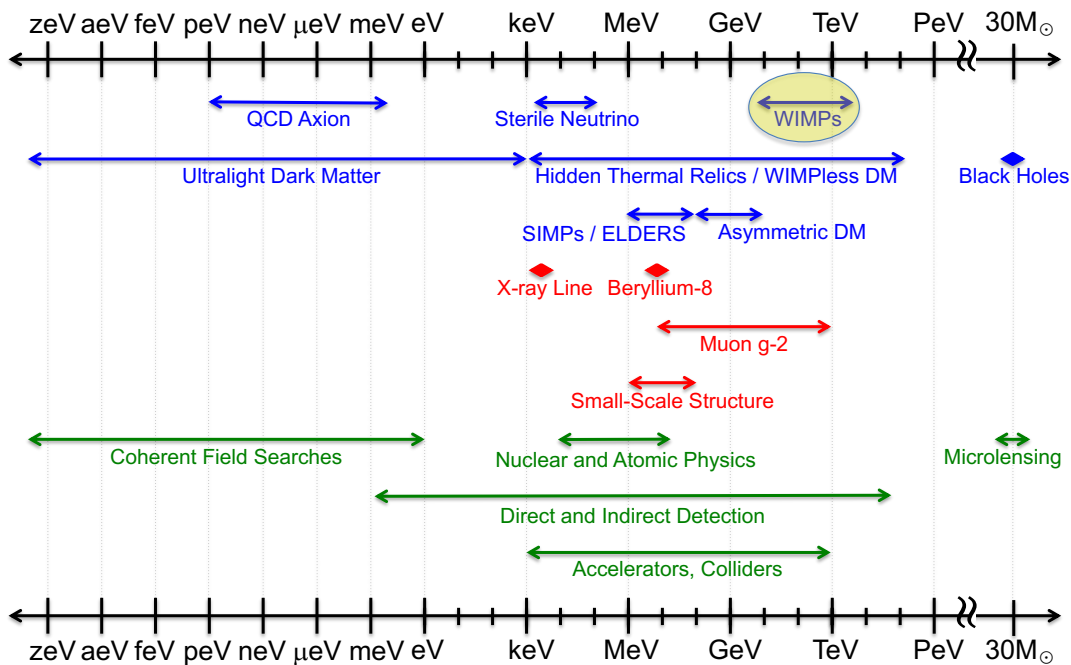 zeV aeV feV peV neV μeV meV eV keV MeV GeV TeV PeV 30M☉
QCD Axion Sterile Neutrino WIMPs
Ultralight Dark Matter Hidden Thermal Relics / WIMPless DM Black Holes
SIMPs / ELDERS Asymmetric DM
X-ray Line Beryllium-8
Muon g-2
Small-Scale Structure
Coherent Field Searches Nuclear and Atomic Physics Microlensing
Direct and Indirect Detection
Accelerators, Colliders
zeV aeV feV peV neV μeV meV eV keV MeV GeV TeV PeV 30M☉